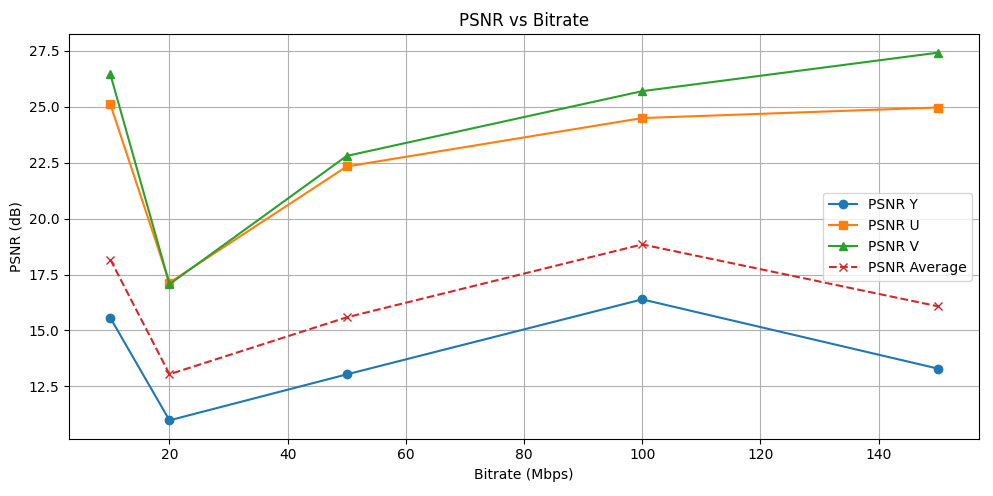 PSNR vs Bitrate
27.5
25.0
22.5
20.0
17.5
15.0
12.5
PSNR (dB)
PSNR Y
PSNR U
PSNR V
PSNR Average
20
40
60
80
100
120
140
Bitrate (Mbps)